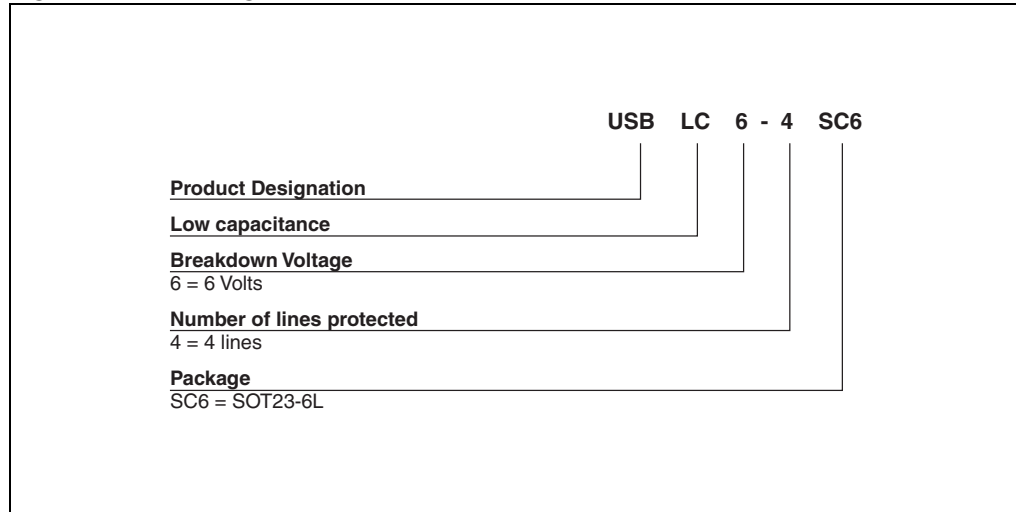 USB LC 6 - 4 SC6
Product Designation
Low capacitance
Breakdown Voltage
6 = 6 Volts
Number of lines protected
4 = 4 lines
Package
SC6 = SOT23-6L